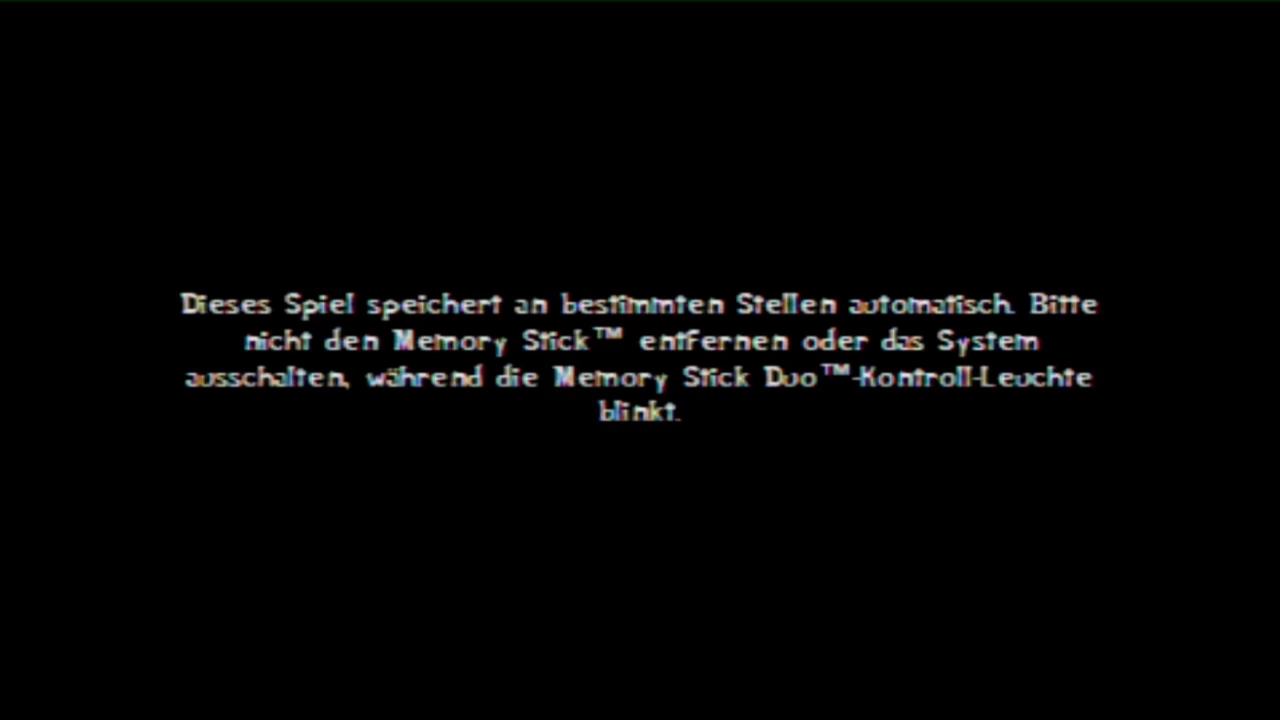 Dieses Spiel speichert an bestimmten Stellen automatisch. Bitte
nicht den Memory Stick™ entfernen oder das System
ausschalten, während die Memory Stick Duo™-Kontroll-Leuchte
blinkt.